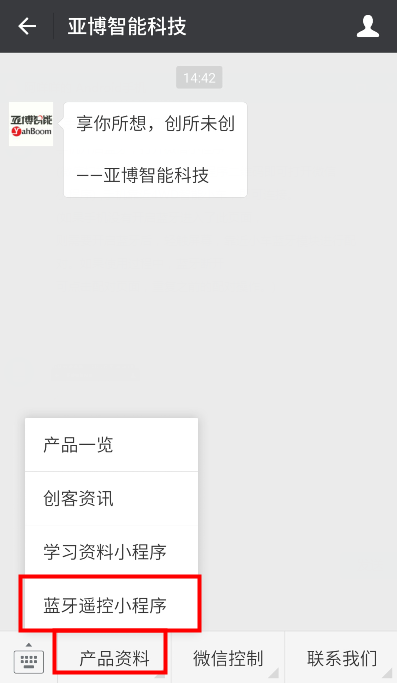 亚博智能科技
14:42
亚博智能
YahBoom
享你所想，创所未创
——亚博智能科技
产品一览
创客资讯
学习资料小程序
蓝牙遥控小程序
产品资料
微信控制
联系我们